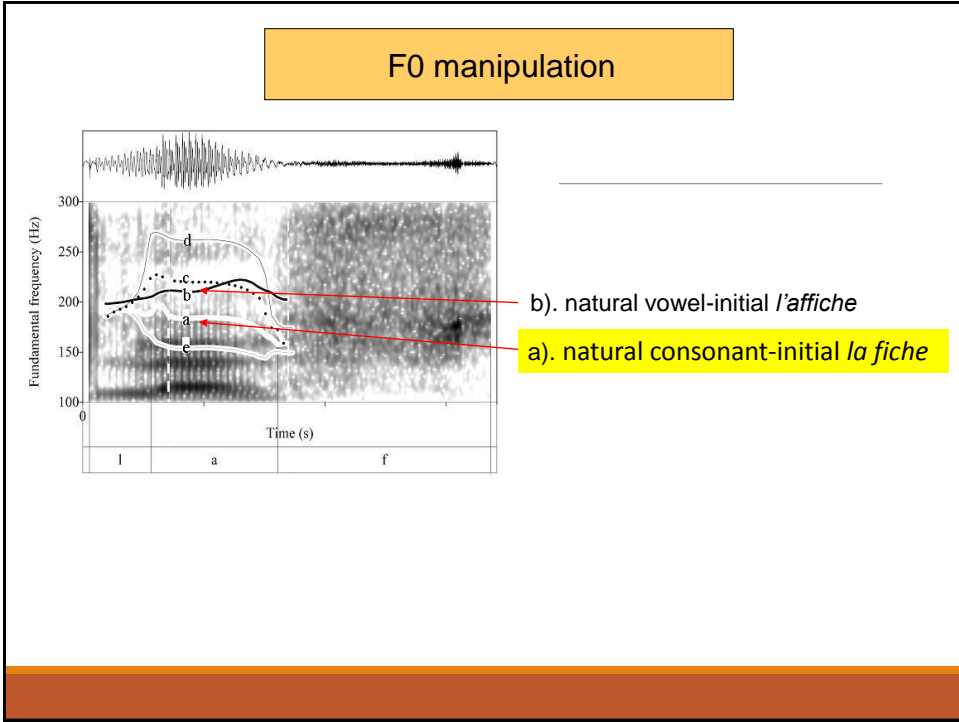 F0 manipulation
300
250
200
150
100
Fundamental frequency (Hz)
d
c
b
a
e
0
Time (s)
l
a
f
b). natural vowel-initial l’affiche
a). natural consonant-initial la fiche